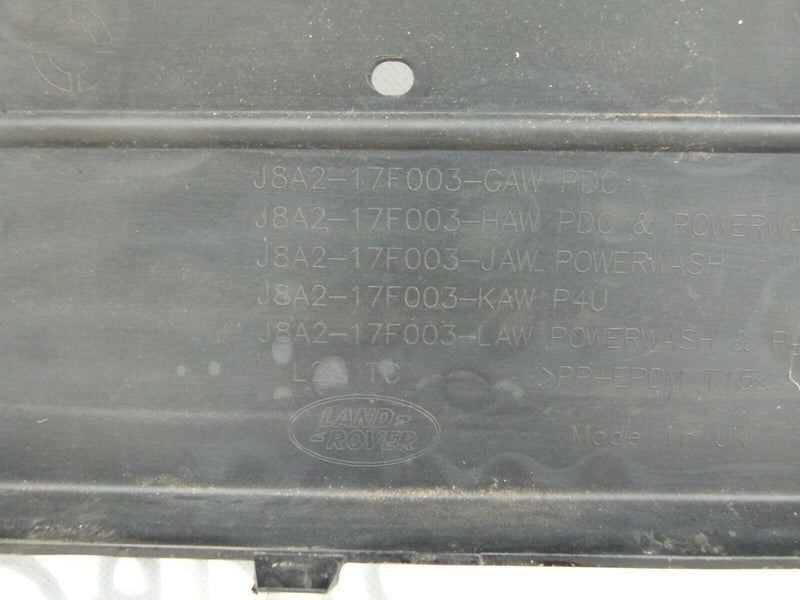 J8A2-17F003-GAW PDC
J8A2-17F003-HAW PDC &
J8A2-17F003-JAW POWERWASH
J8A2-17F003-KAW P4U
J8A2-17F003-LAW POWERWASH &
>PP-EPDM T15<
LAND-
-ROVER
Made in UK